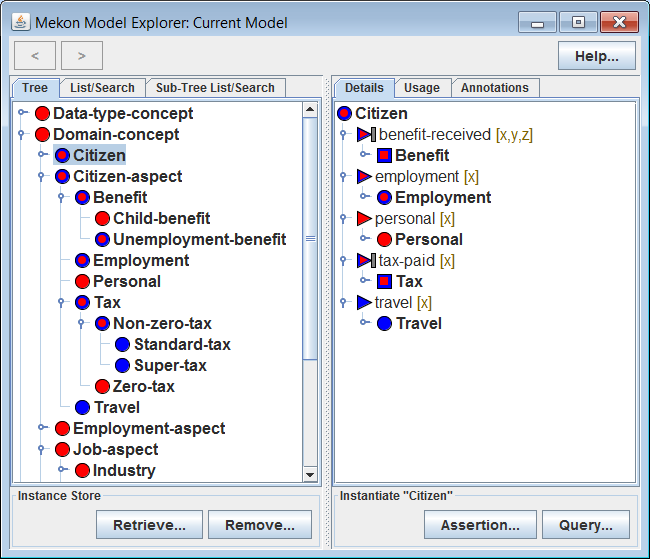 Mekon Model Explorer: Current Model
< > Help...
Tree List/Search Sub-Tree List/Search
Data-type-concept
Domain-concept
Citizen
Citizen-aspect
Benefit
Child-benefit
Unemployment-benefit
Employment
Personal
Tax
Non-zero-tax
Standard-tax
Super-tax
Zero-tax
Travel
Employment-aspect
Job-aspect
Industry
Instance Store
Retrieve... Remove...
Details Usage Annotations
Citizen
benefit-received [x,y,z]
Benefit
employment [x]
Employment
personal [x]
Personal
tax-paid [x]
Tax
travel [x]
Travel
Instantiate "Citizen"
Assertion... Query...